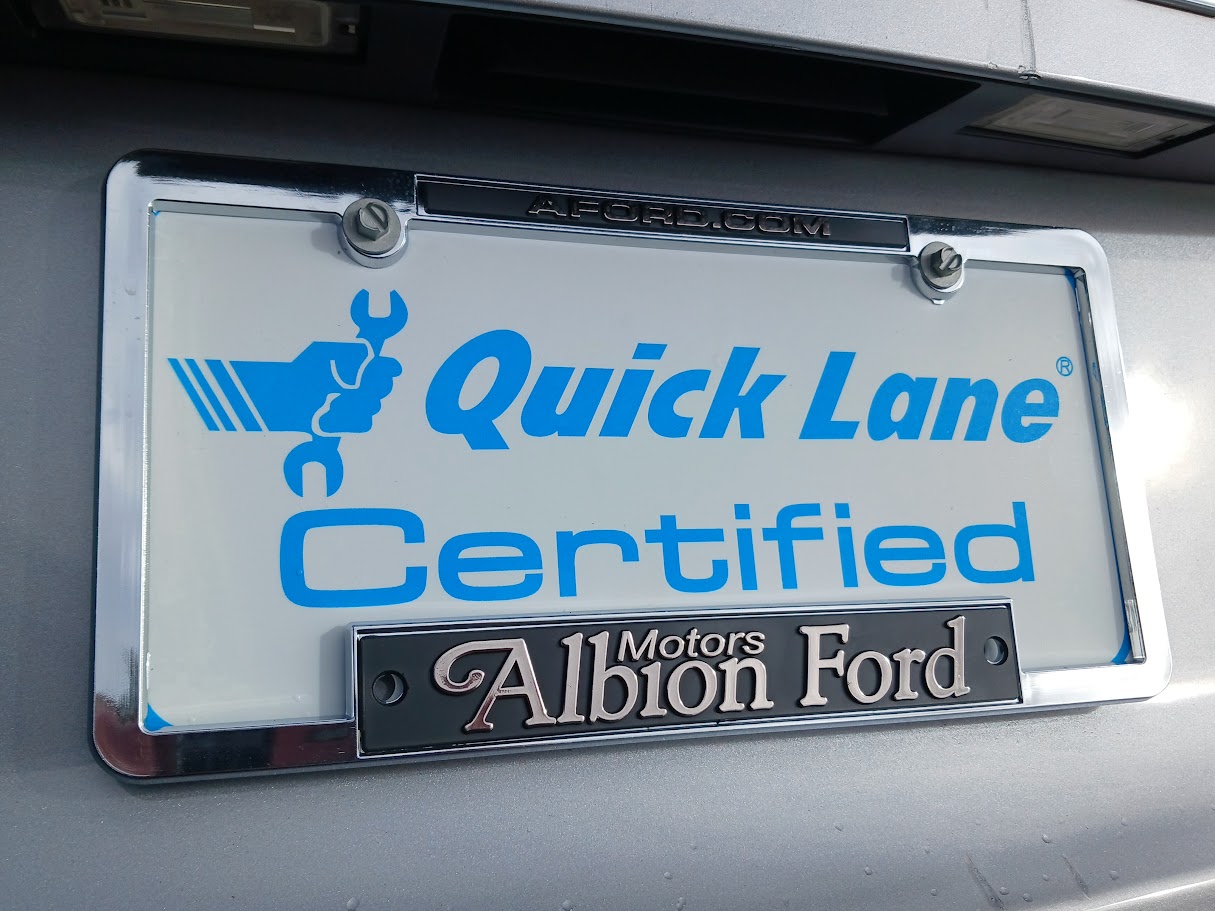 AFORD.COM
Quick Lane®
Certified
Motors
Albion Ford